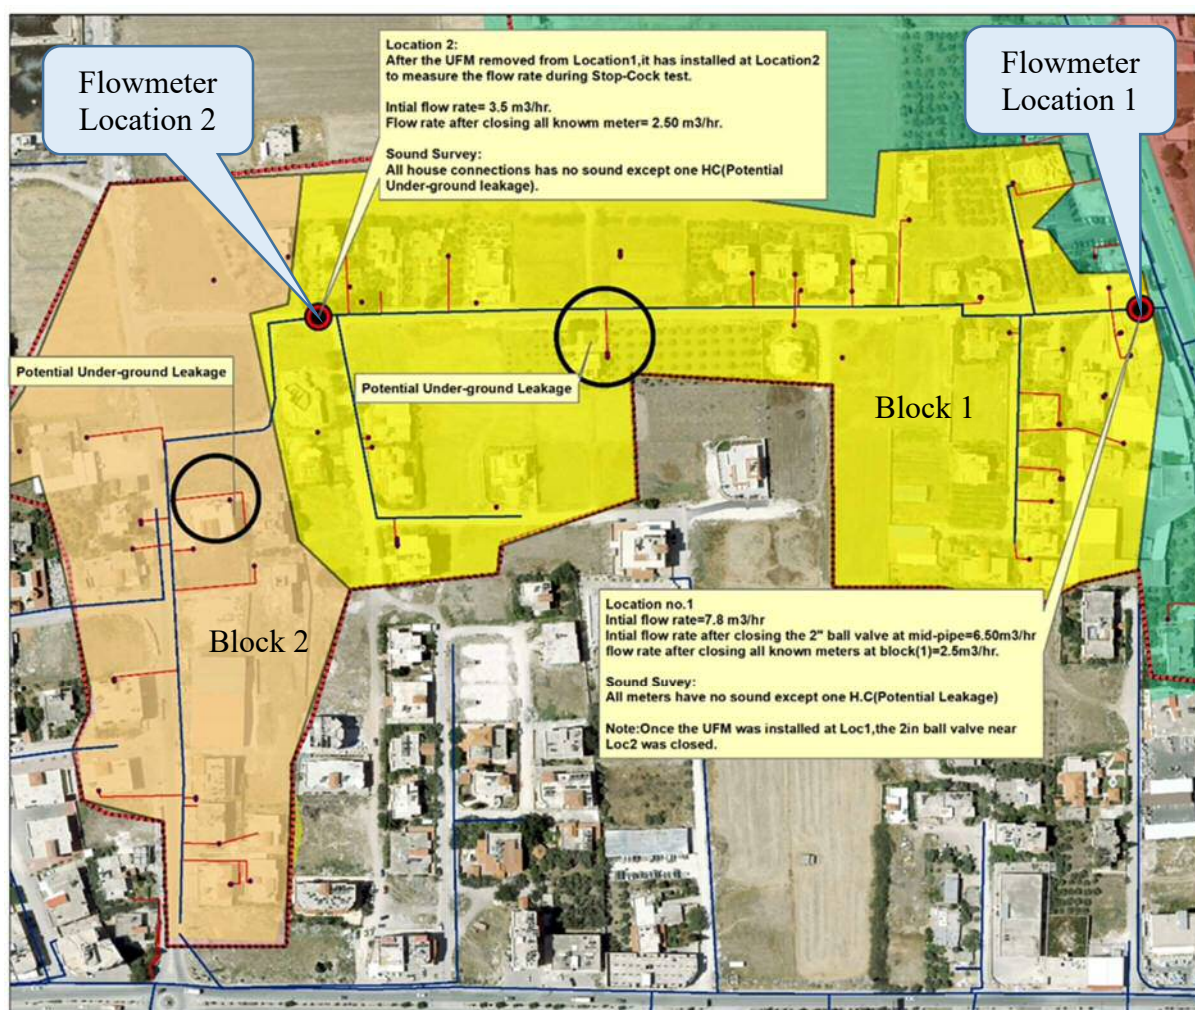 Flowmeter
Location 2
Location 2:
After the UFM removed from Location1,it has installed at Location2
to measure the flow rate during Stop-Cock test.
Intial flow rate= 3.5 m3/hr.
Flow rate after closing all known meter= 2.50 m3/hr.
Sound Survey:
All house connections has no sound except one HC(Potential
Under-ground leakage).
Flowmeter
Location 1
Potential Under-ground Leakage
Potential Under-ground Leakage
Block 1
Block 2
Location no.1
Intial flow rate=7.8 m3/hr
Intial flow rate after closing the 2" ball valve at mid-pipe=6.50m3/hr
flow rate after closing all known meters at block(1)=2.5m3/hr.
Sound Suvey:
All meters have no sound except one H.C(Potential Leakage)
Note:Once the UFM was installed at Loc1,the 2in ball valve near
Loc2 was closed.